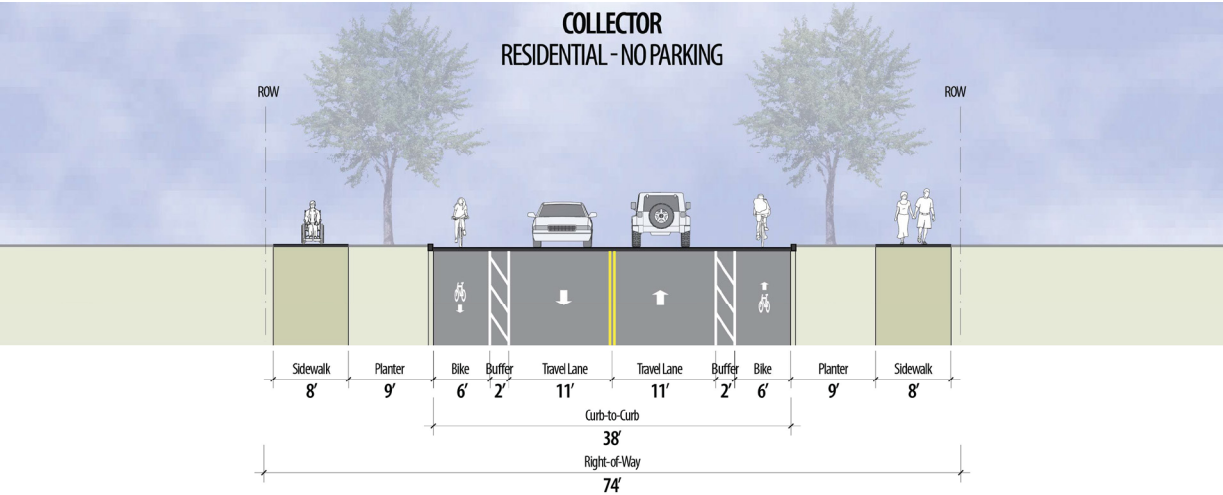 COLLECTOR
RESIDENTIAL - NO PARKING
ROW
ROW
Sidewalk Planter Bike Buffer Travel Lane Travel Lane Buffer Bike Planter Sidewalk
8' 9' 6' 2' 11' 11' 2' 6' 9' 8'
Curb-to-Curb
38'
Right-of-Way
74'